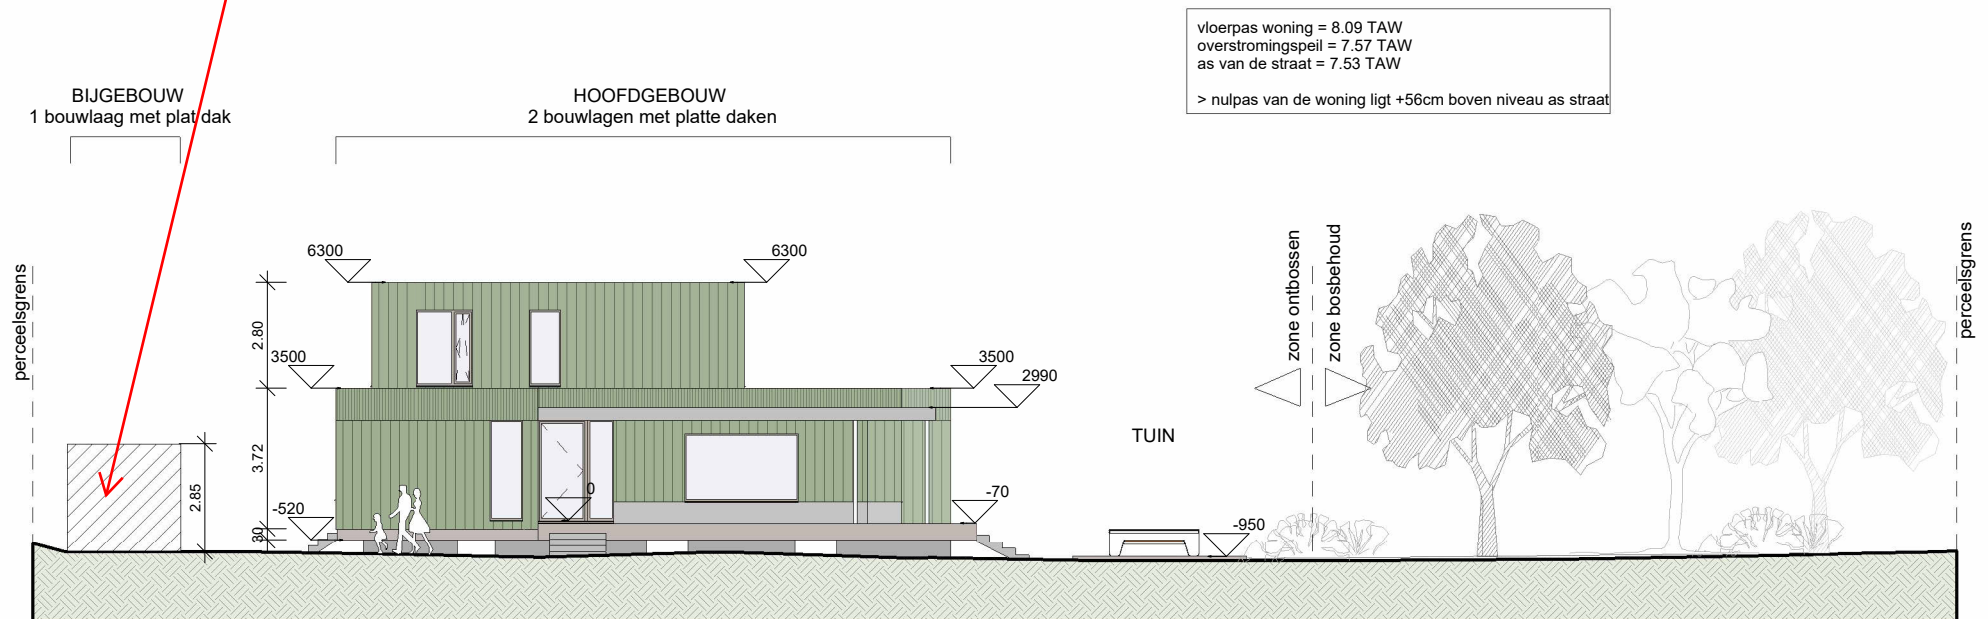 vloerpas woning = 8.09 TAW
overstromingspeil = 7.57 TAW
as van de straat = 7.53 TAW
> nulpas van de woning ligt +56cm boven niveau as straat
BIJGEBOUW
1 bouwlaag met plat dak
HOOFDGEBOUW
2 bouwlagen met platte daken
perceelsgrens
6300
6300
2.80
3500
3500
2990
3.72
2.85
-520
30
0
-70
TUIN
-950
zone ontbossen
zone bosbehoud
perceelsgrens